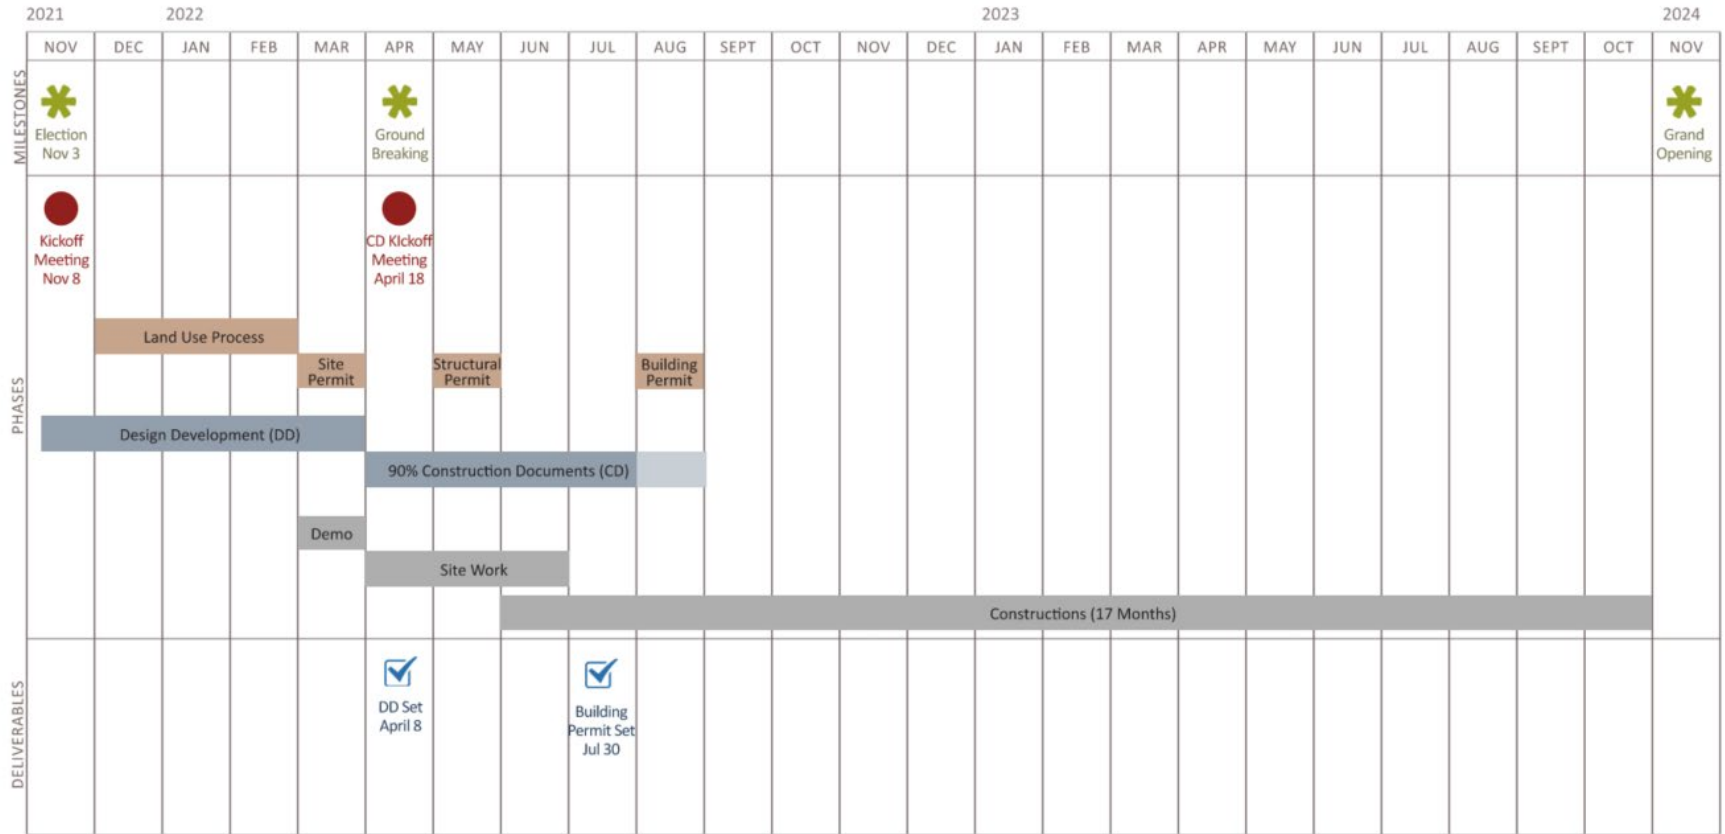 2021 2022 2023 2024
NOV DEC JAN FEB MAR APR MAY JUN JUL AUG SEPT OCT NOV DEC JAN FEB MAR APR MAY JUN JUL AUG SEPT OCT NOV
MILESTONES
Election
Nov 3
Ground
Breaking
Grand
Opening
PHASES
Kickoff
Meeting
Nov 8
CD KIckoff
Meeting
April 18
Land Use Process
Site
Permit
Structural
Permit
Building
Permit
Design Development (DD)
90% Construction Documents (CD)
Demo
Site Work
Constructions (17 Months)
DELIVERABLES
DD Set
April 8
Building
Permit Set
Jul 30